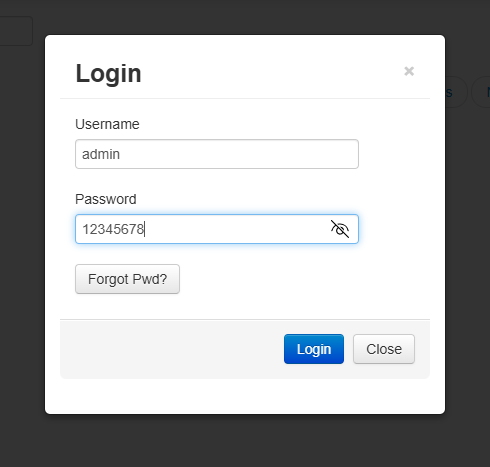 Login
×
Username
admin
Password
12345678
Forgot Pwd?
Login
Close
s